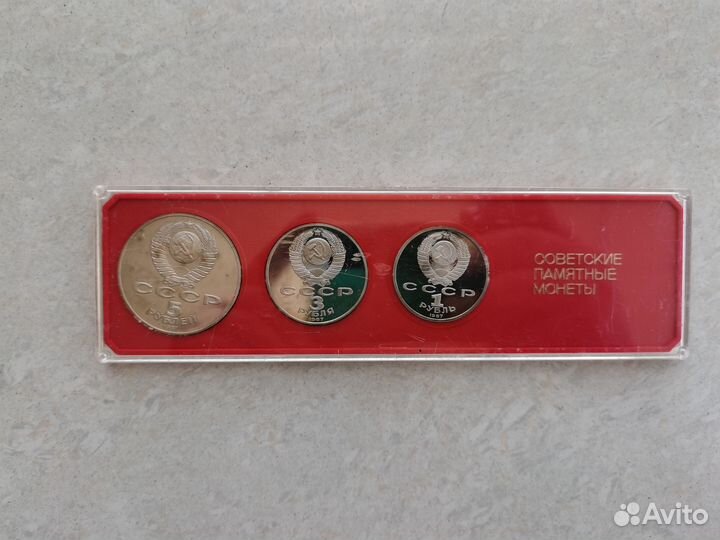 СССР
5
РУБЛЕЙ
СССР
3
РУБЛЯ
1987
СССР
1
РУБЛЬ
1987
СОВЕТСКИЕ
ПАМЯТНЫЕ
МОНЕТЫ
Avito